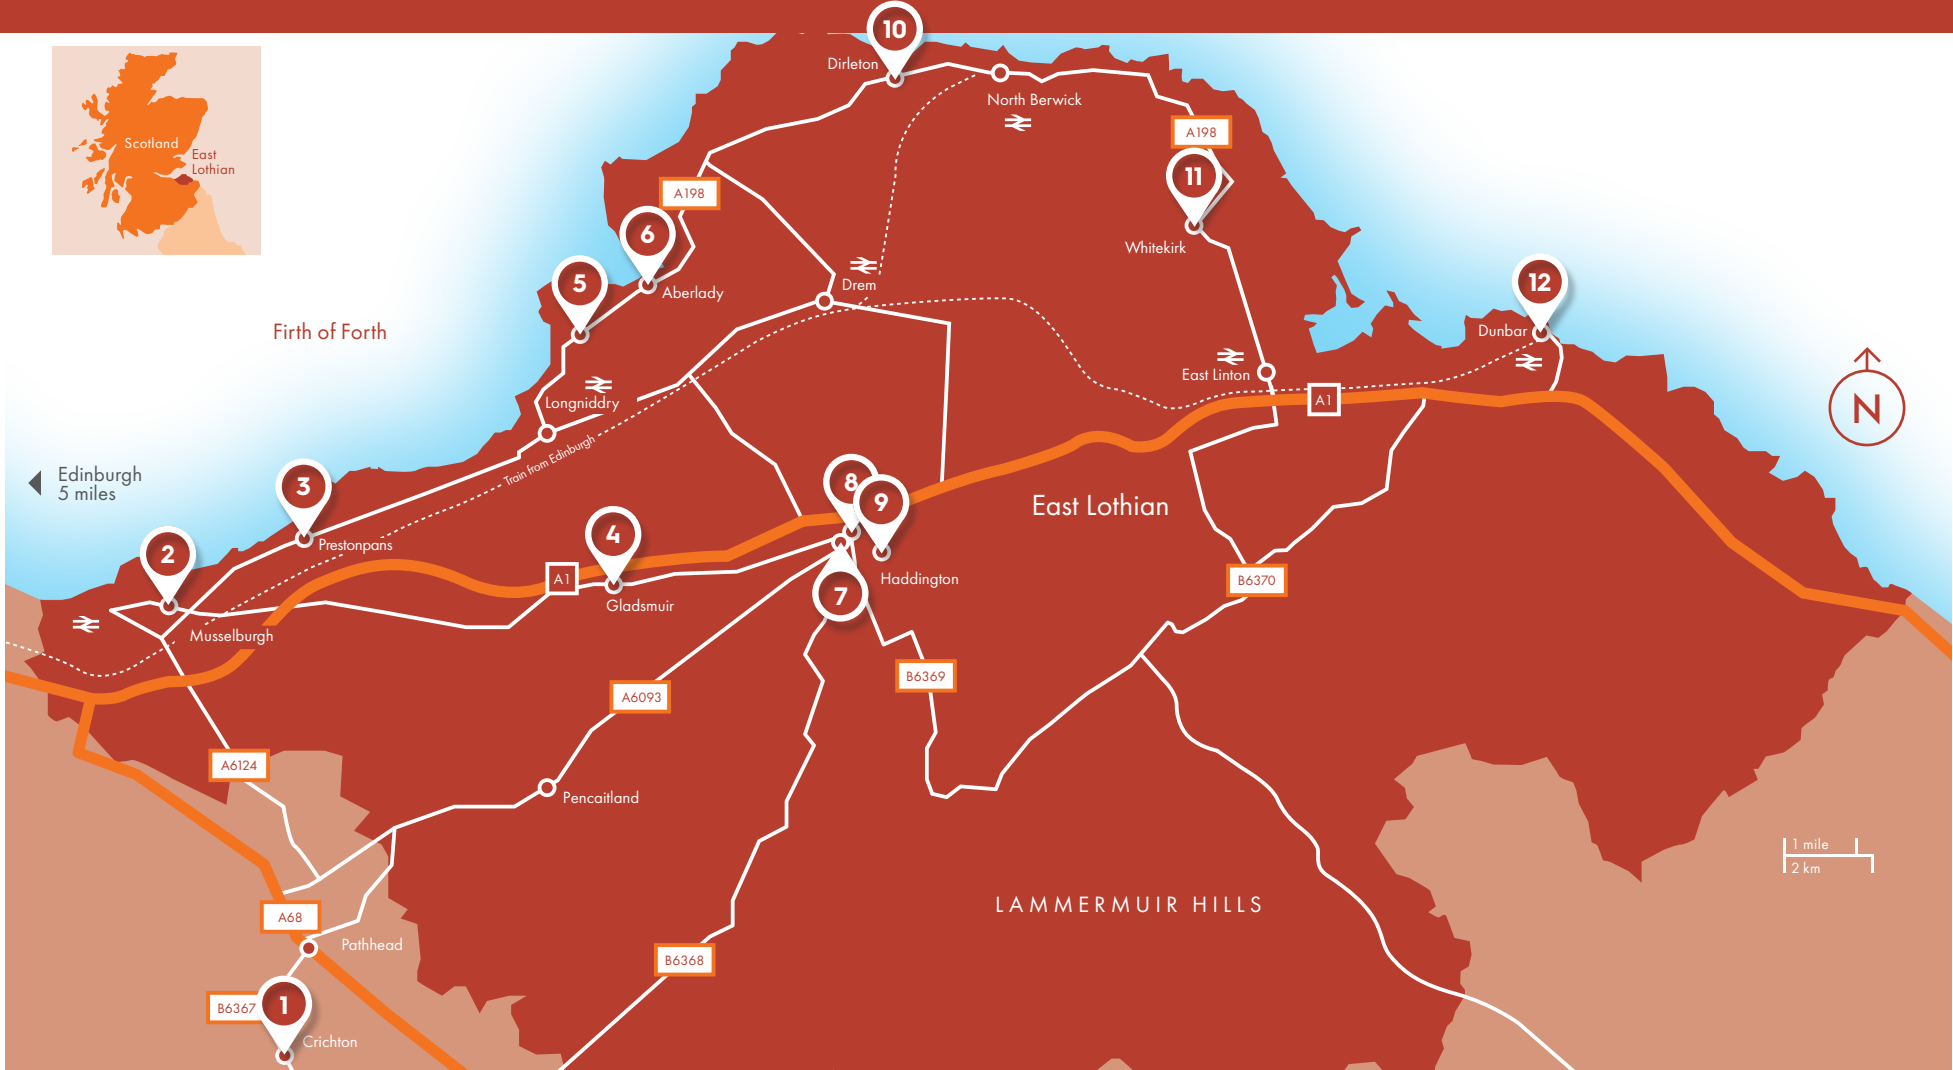 10
Dirleton
North Berwick
Scotland
East
Lothian
A198
A198
11
6
Whitekirk
5
Aberlady
Drem
12
Firth of Forth
Dunbar
East Linton
Longniddry
A1
N
Train from Edinburgh
Edinburgh
5 miles
3
8
9
East Lothian
Prestonpans
4
2
A1
Haddington
B6370
Gladsmuir
7
Musselburgh
B6369
A6093
A6124
Pencaitland
1 mile
2 km
LAMMERMUIR HILLS
A68
Pathhead
B6368
B6367
1
Crichton